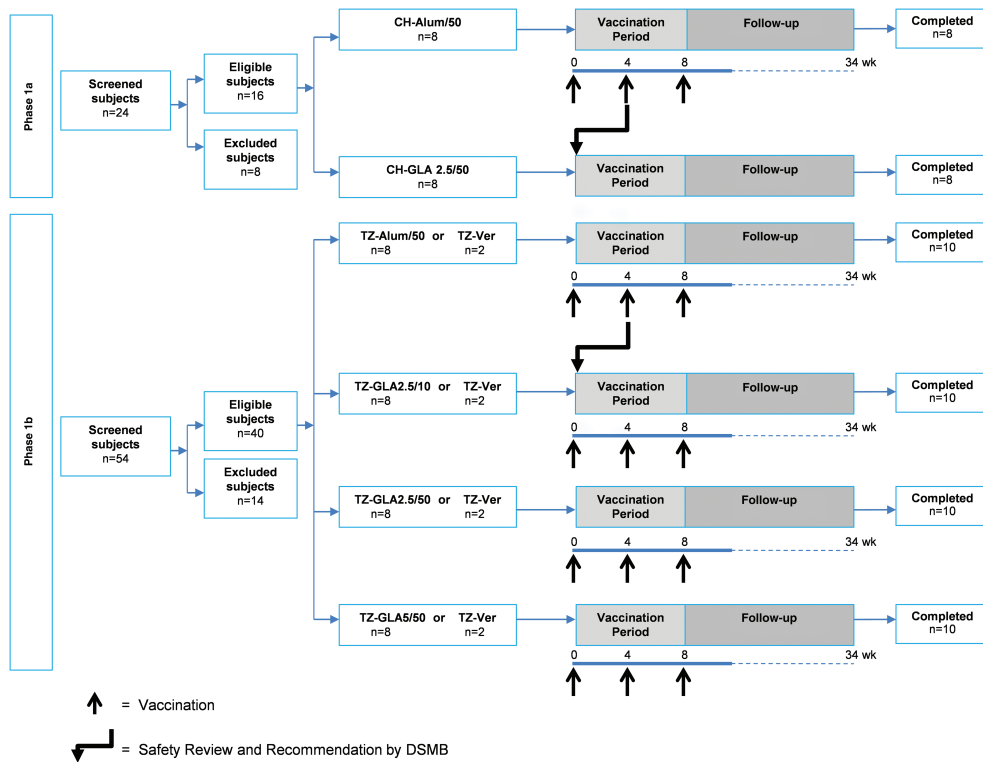 Phase 1a
Screened
subjects
n=24
Eligible
subjects
n=16
Excluded
subjects
n=8
CH-Alum/50
n=8
Vaccination
Period
Follow-up
Completed
n=8
0 4 8 34 wk
CH-GLA 2.5/50
n=8
Vaccination
Period
Follow-up
Completed
n=8
Phase 1b
Screened
subjects
n=54
Eligible
subjects
n=40
Excluded
subjects
n=14
TZ-Alum/50 or TZ-Ver
n=8 n=2
Vaccination
Period
Follow-up
Completed
n=10
0 4 8 34 wk
TZ-GLA2.5/10 or TZ-Ver
n=8 n=2
Vaccination
Period
Follow-up
Completed
n=10
0 4 8 34 wk
TZ-GLA2.5/50 or TZ-Ver
n=8 n=2
Vaccination
Period
Follow-up
Completed
n=10
0 4 8 34 wk
TZ-GLA5/50 or TZ-Ver
n=8 n=2
Vaccination
Period
Follow-up
Completed
n=10
0 4 8 34 wk
= Vaccination
= Safety Review and Recommendation by DSMB